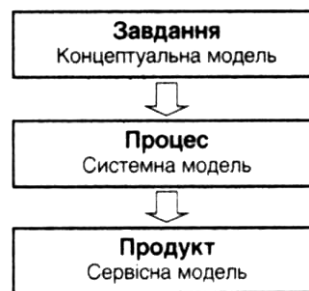 Завдання
Концептуальна модель
Процес
Системна модель
Продукт
Сервісна модель